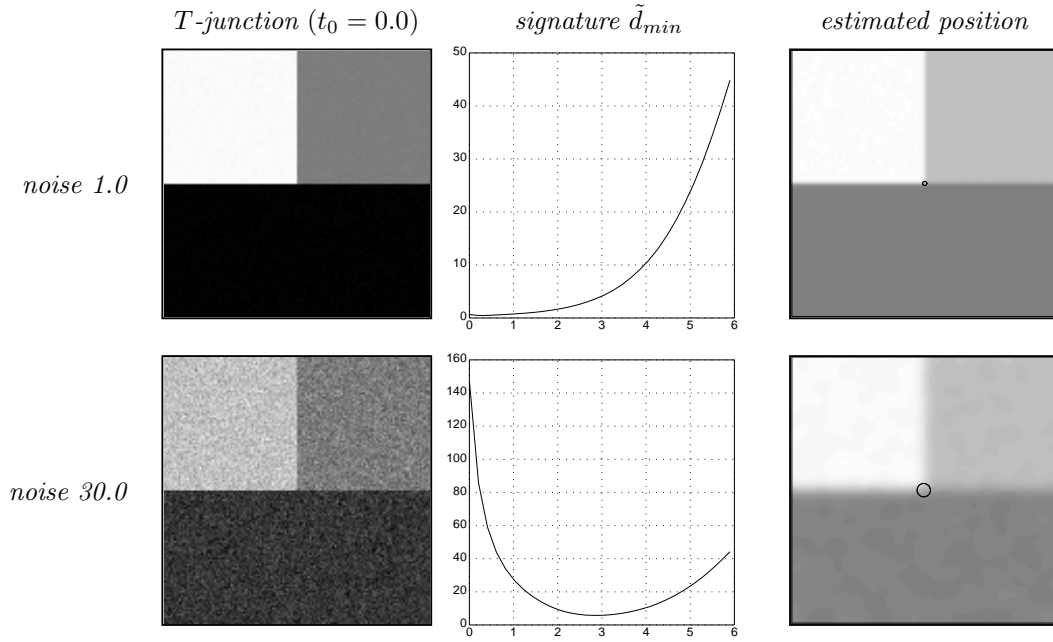 T-junction (t₀ = 0.0)
signature d̃ₘᵢₙ
estimated position
noise 1.0
50
40
30
20
10
0
0 1 2 3 4 5 6
noise 30.0
160
140
120
100
80
60
40
20
0
0 1 2 3 4 5 6